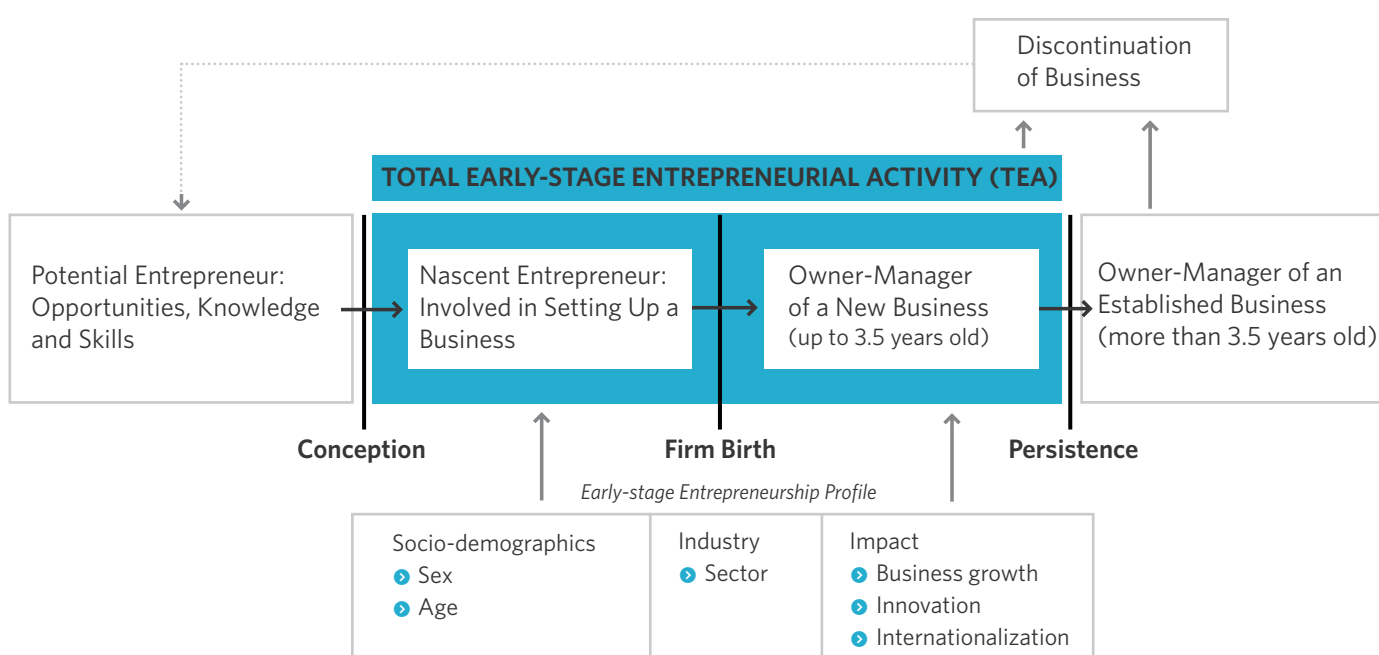 Discontinuation
of Business
TOTAL EARLY-STAGE ENTREPRENEURIAL ACTIVITY (TEA)
Potential Entrepreneur:
Opportunities, Knowledge
and Skills
Nascent Entrepreneur:
Involved in Setting Up a
Business
Owner-Manager
of a New Business
(up to 3.5 years old)
Owner-Manager of an
Established Business
(more than 3.5 years old)
Conception
Firm Birth
Persistence
Early-stage Entrepreneurship Profile
Socio-demographics
Sex
Age
Industry
Sector
Impact
Business growth
Innovation
Internationalization